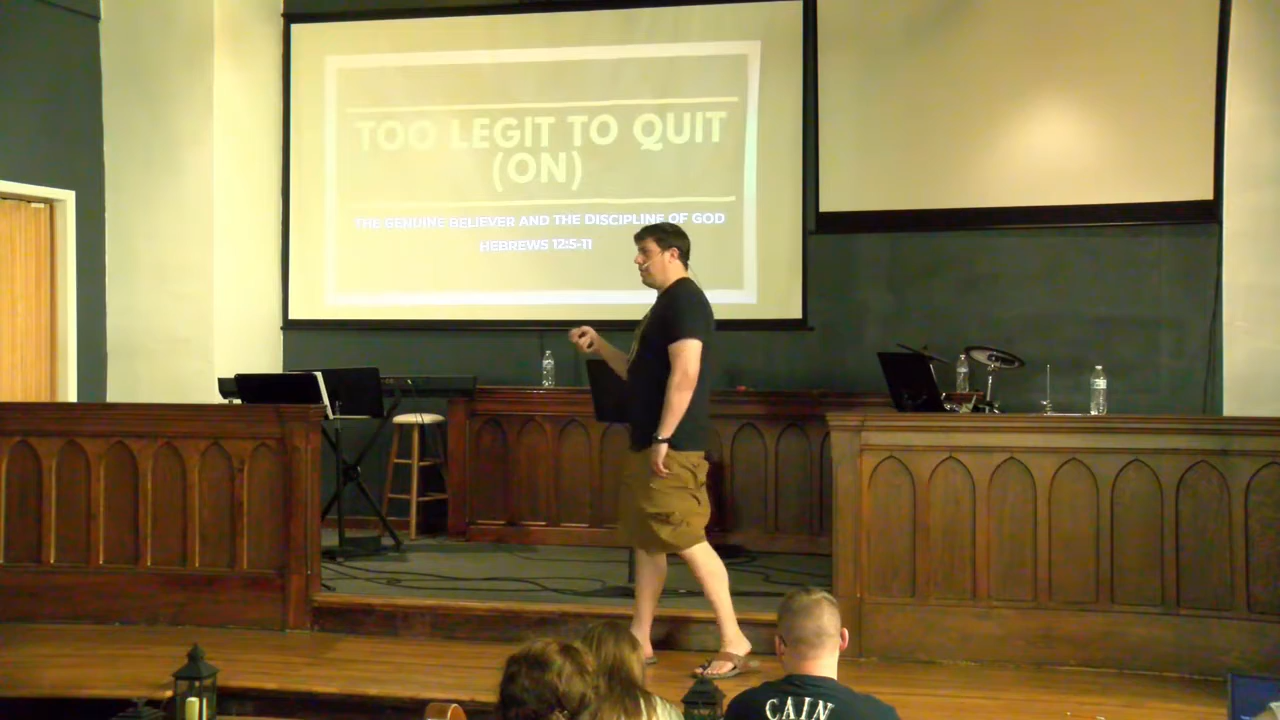 TOO LEGIT TO QUIT
(ON)
THE GENUINE BELIEVER AND THE DISCIPLINE OF GOD
HEBREWS 12:5-11
CAIN